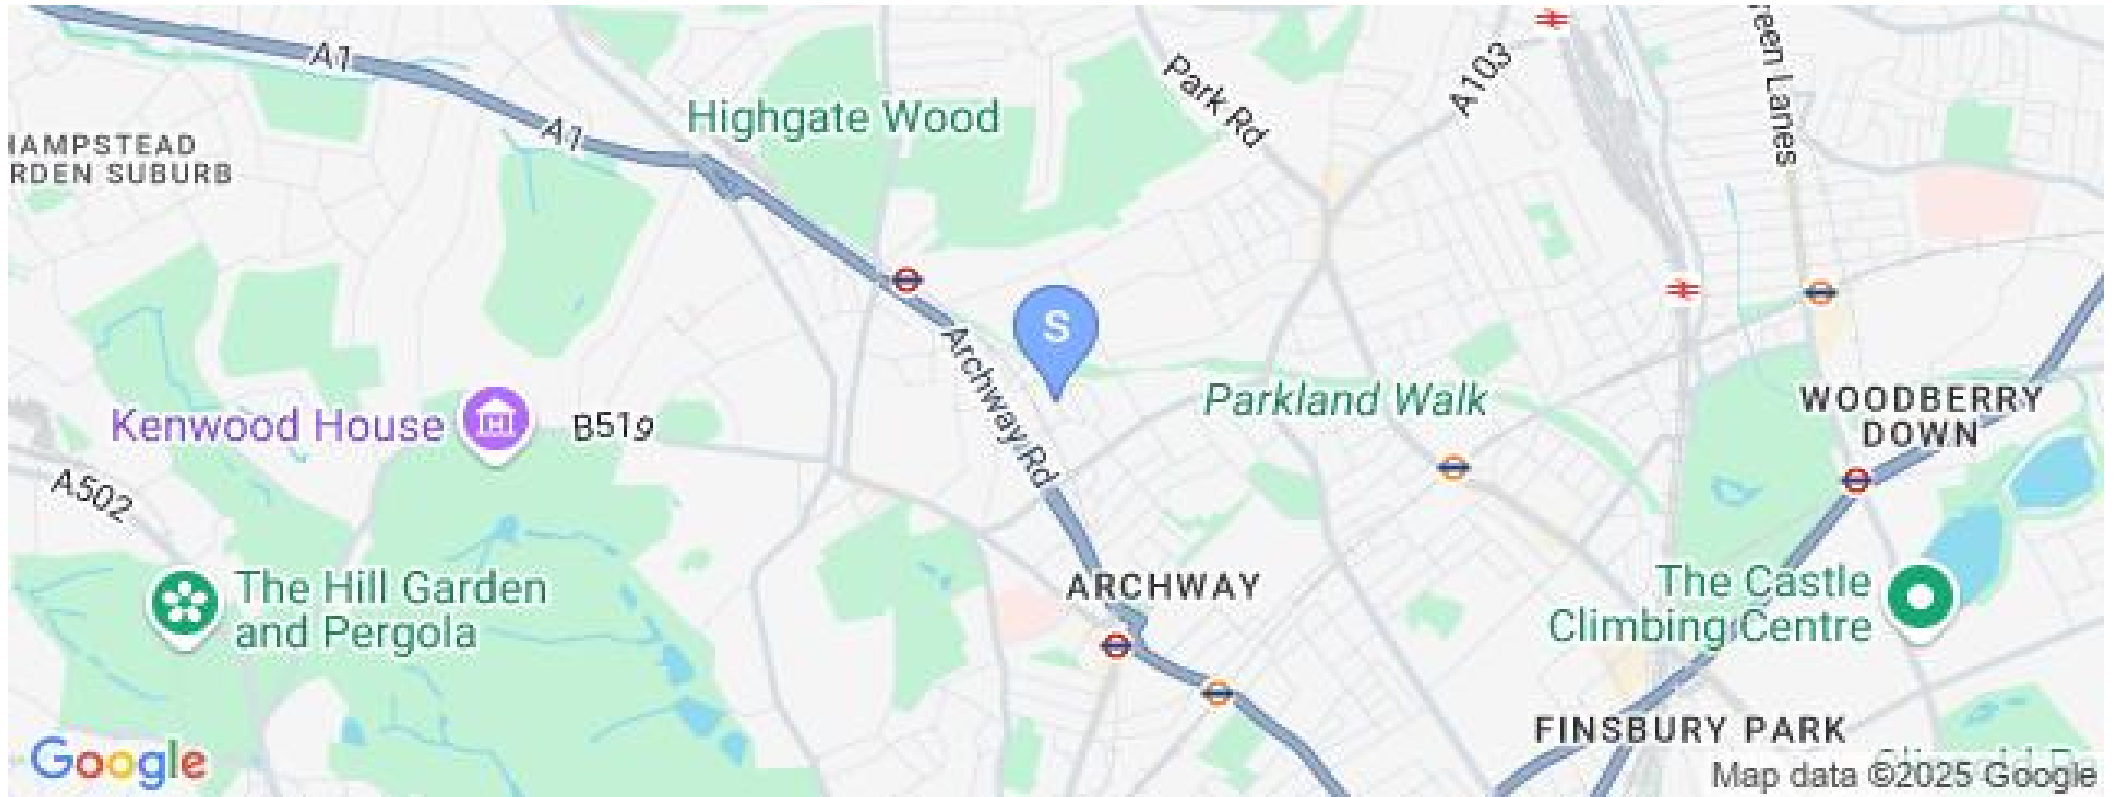 A1
A1
Highgate Wood
Park Rd
A103
reen Lanes
HAMPSTEAD
RDEN SUBURB
S
Archway Rd
Kenwood House
B519
Parkland Walk
WOODBERRY
DOWN
A502
The Hill Garden
and Pergola
ARCHWAY
The Castle
Climbing Centre
FINSBURY PARK
Google
Map data ©2025 Google